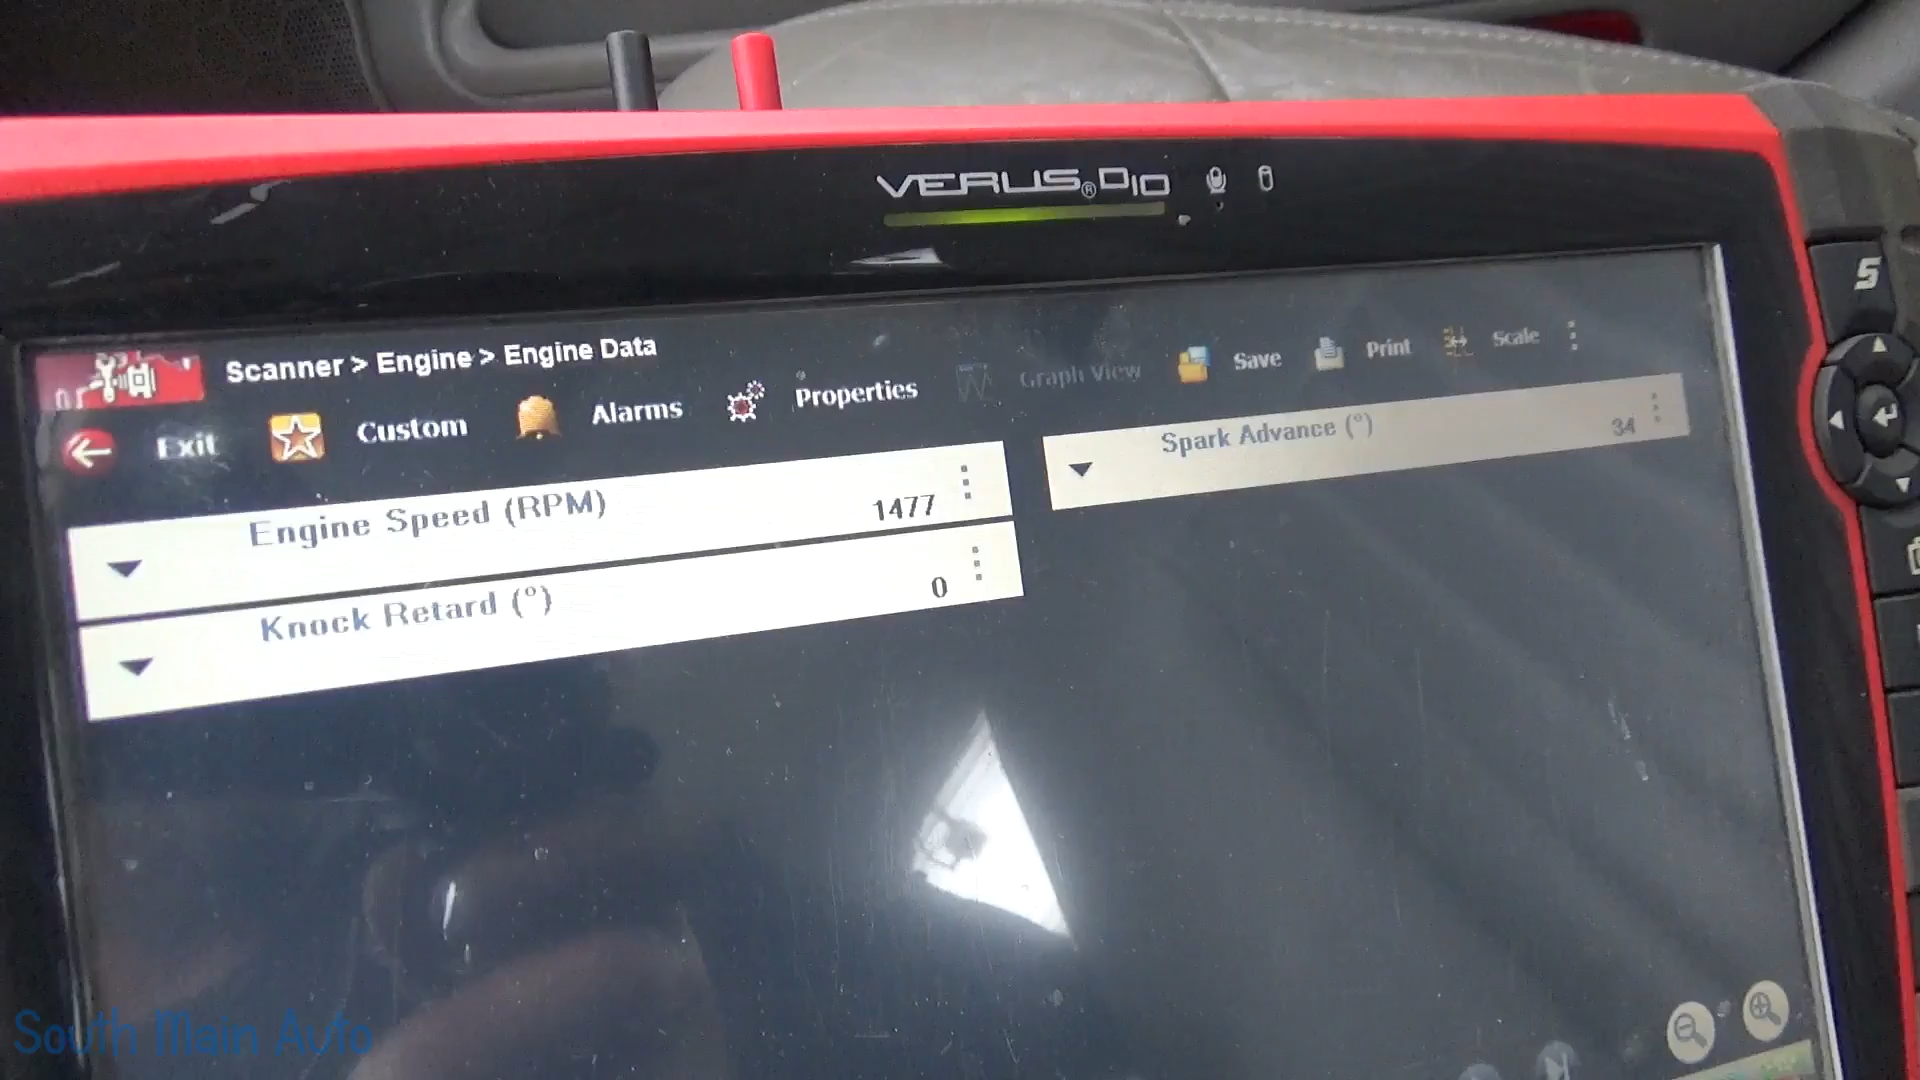 VERUS® D10
Scanner > Engine > Engine Data
Exit Custom Alarms Properties Graph View Save Print Scale
Engine Speed (RPM) 1477
Spark Advance (°) 34
Knock Retard (°) 0
S
South Main Auto